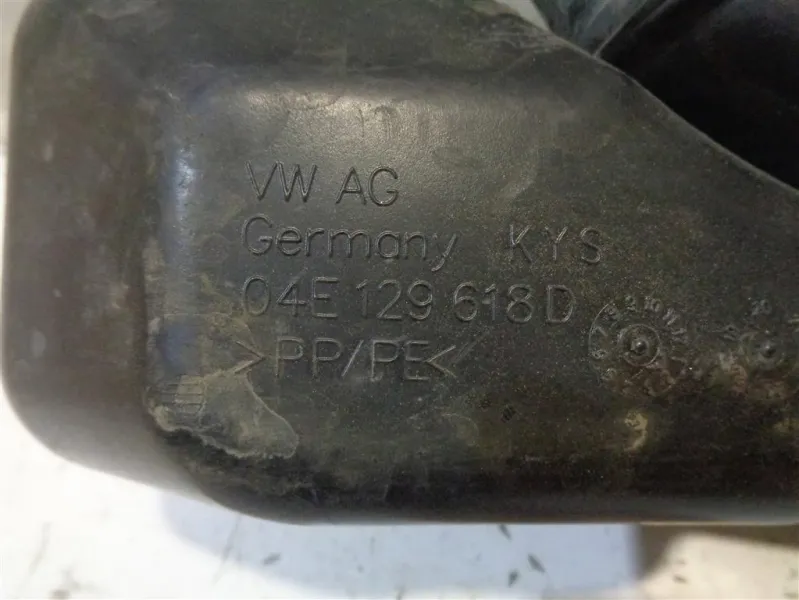 VW AG
Germany KYS
04E 129 618 D
>PP/PE<